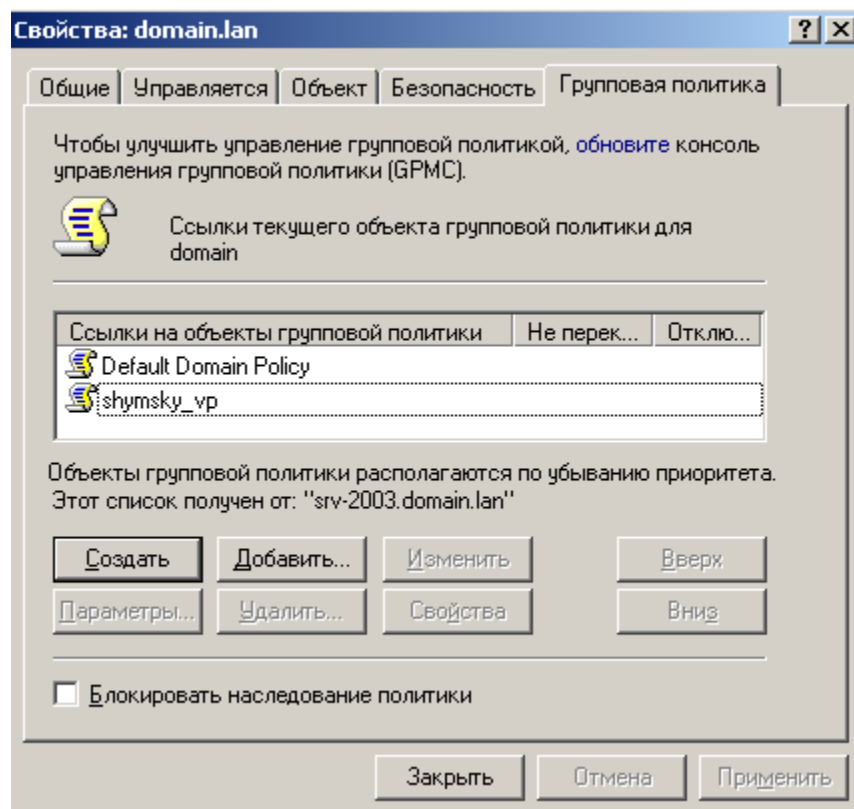 Свойства: domain.lan
Общие Управляется Объект Безопасность Групповая политика
Чтобы улучшить управление групповой политикой, обновите консоль
управления групповой политики (GPMC).
Ссылки текущего объекта групповой политики для
domain
Ссылки на объекты групповой политики Не перек... Отклю...
Default Domain Policy
shymsky_vp
Объекты групповой политики располагаются по убыванию приоритета.
Этот список получен от: "srv-2003.domain.lan"
Создать Добавить... Изменить Вверх
Параметры... Удалить... Свойства Вниз
Блокировать наследование политики
Закрыть Отмена Применить